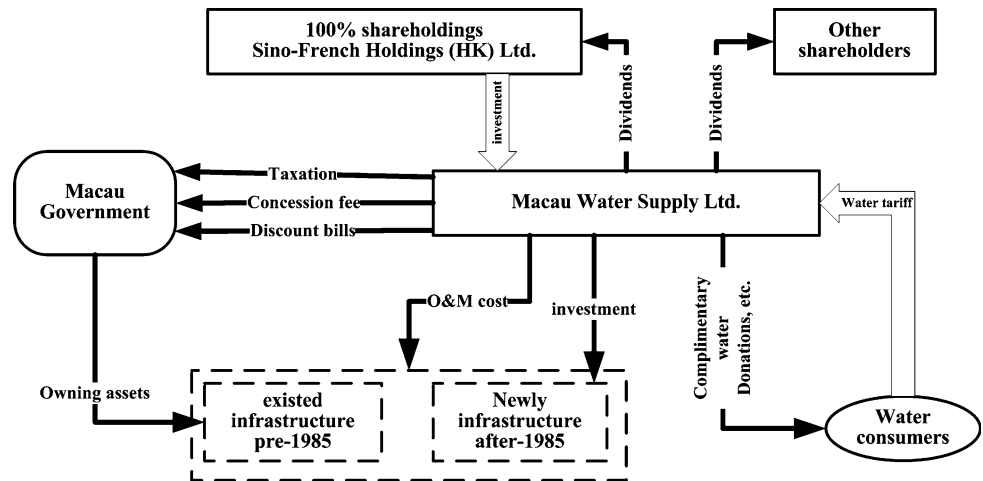 100% shareholdings
Sino-French Holdings (HK) Ltd.
Other
shareholders
investment
Dividends
Dividends
Macau
Government
Taxation
Concession fee
Discount bills
Macau Water Supply Ltd.
Water tariff
O&M cost
investment
Complimentary
water
Donations, etc.
Owning assets
existed
infrastructure
pre-1985
Newly
infrastructure
after-1985
Water
consumers